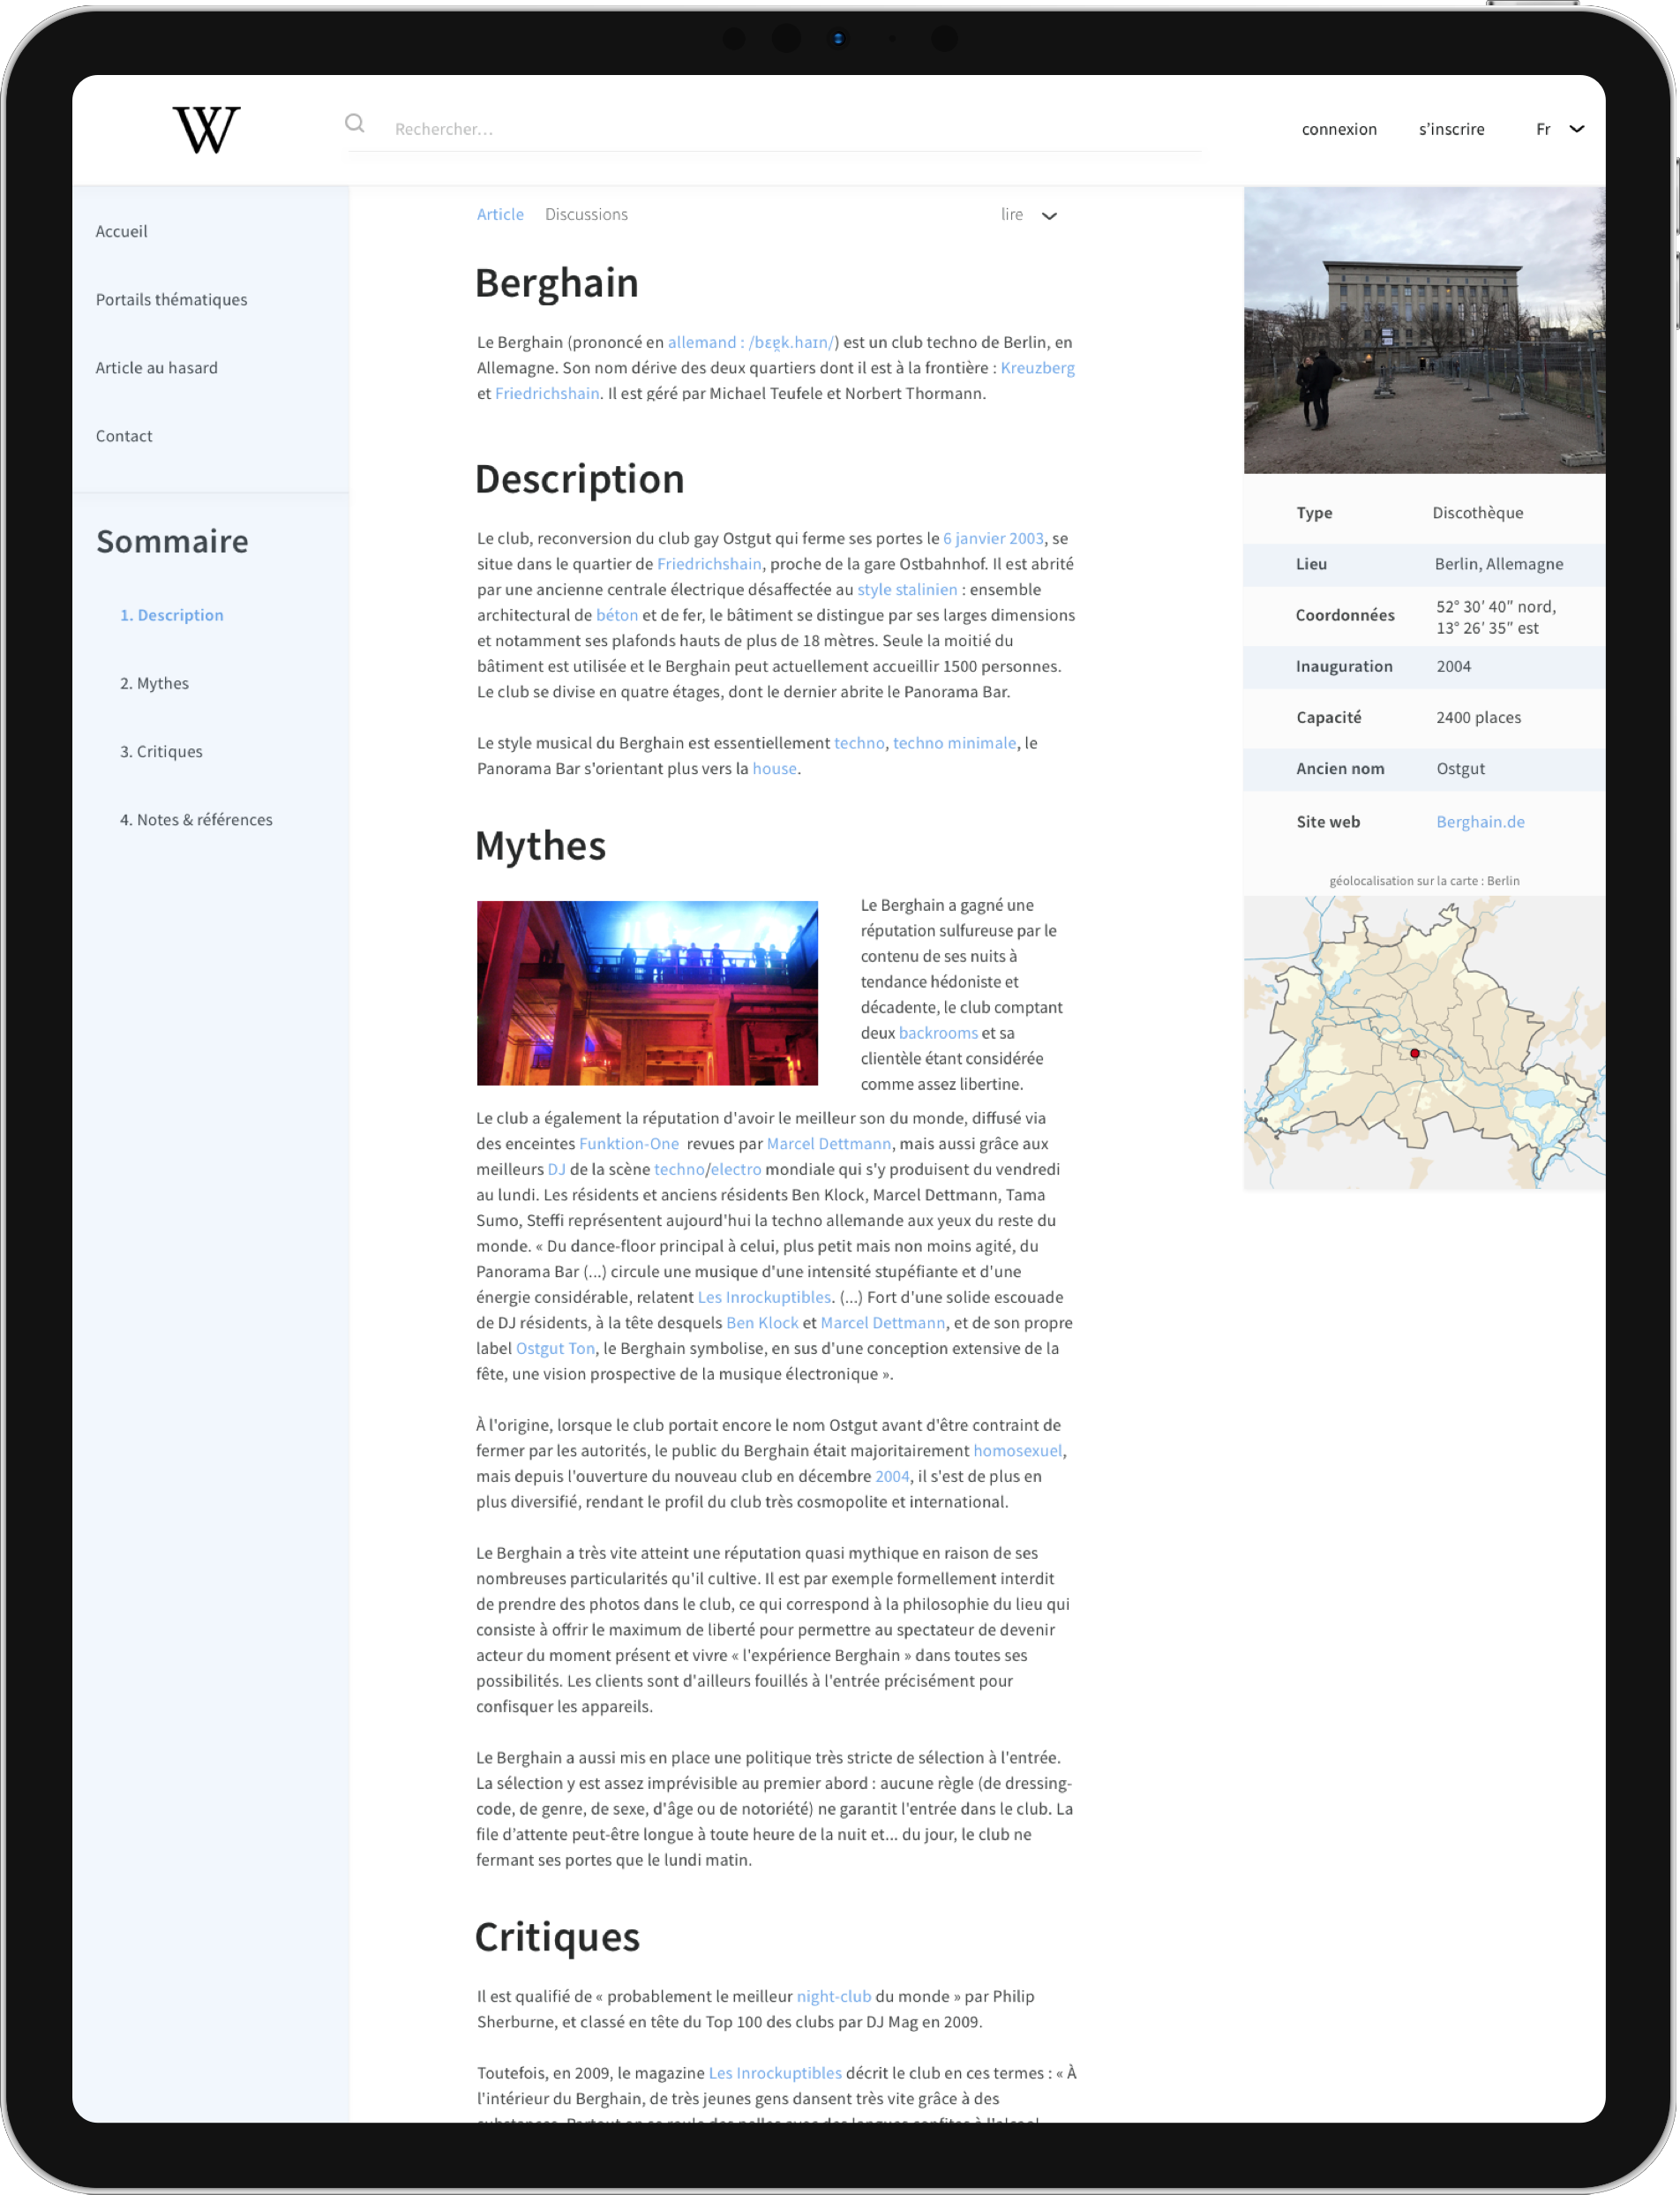 W
Rechercher...
connexion
s'inscrire
Fr
Accueil
Portails thématiques
Article au hasard
Contact
Sommaire
1. Description
2. Mythes
3. Critiques
4. Notes & références
Article
Discussions
lire
Berghain
Le Berghain (prononcé en allemand : /bɛɐ̯k.haɪn/) est un club techno de Berlin, en
Allemagne. Son nom dérive des deux quartiers dont il est à la frontière : Kreuzberg
et Friedrichshain. Il est géré par Michael Teufele et Norbert Thormann.
Description
Le club, reconversion du club gay Ostgut qui ferme ses portes le 6 janvier 2003, se
situe dans le quartier de Friedrichshain, proche de la gare Ostbahnhof. Il est abrité
par une ancienne centrale électrique désaffectée au style stalinien : ensemble
architectural de béton et de fer, le bâtiment se distingue par ses larges dimensions
et notamment ses plafonds hauts de plus de 18 mètres. Seule la moitié du
bâtiment est utilisée et le Berghain peut actuellement accueillir 1500 personnes.
Le club se divise en quatre étages, dont le dernier abrite le Panorama Bar.
Le style musical du Berghain est essentiellement techno, techno minimale, le
Panorama Bar s'orientant plus vers la house.
Mythes
Le Berghain a gagné une
réputation sulfureuse par le
contenu de ses nuits à
tendance hédoniste et
décadente, le club comptant
deux backrooms et sa
clientèle étant considérée
comme assez libertine.
Le club a également la réputation d'avoir le meilleur son du monde, diffusé via
des enceintes Funktion-One revues par Marcel Dettmann, mais aussi grâce aux
meilleurs DJ de la scène techno/electro mondiale qui s'y produisent du vendredi
au lundi. Les résidents et anciens résidents Ben Klock, Marcel Dettmann, Tama
Sumo, Steffi représentent aujourd'hui la techno allemande aux yeux du reste du
monde. « Du dance-floor principal à celui, plus petit mais non moins agité, du
Panorama Bar (...) circule une musique d'une intensité stupéfiante et d'une
énergie considérable, relatent Les Inrockuptibles. (...) Fort d'une solide escouade
de DJ résidents, à la tête desquels Ben Klock et Marcel Dettmann, et de son propre
label Ostgut Ton, le Berghain symbolise, en sus d'une conception extensive de la
fête, une vision prospective de la musique électronique ».
À l'origine, lorsque le club portait encore le nom Ostgut avant d'être contraint de
fermer par les autorités, le public du Berghain était majoritairement homosexuel,
mais depuis l'ouverture du nouveau club en décembre 2004, il s'est de plus en
plus diversifié, rendant le profil du club très cosmopolite et international.
Le Berghain a très vite atteint une réputation quasi mythique en raison de ses
nombreuses particularités qu'il cultive. Il est par exemple formellement interdit
de prendre des photos dans le club, ce qui correspond à la philosophie du lieu qui
consiste à offrir le maximum de liberté pour permettre au spectateur de devenir
acteur du moment présent et vivre « l'expérience Berghain » dans toutes ses
possibilités. Les clients sont d'ailleurs fouillés à l'entrée précisément pour
confisquer les appareils.
Le Berghain a aussi mis en place une politique très stricte de sélection à l'entrée.
La sélection y est assez imprévisible au premier abord : aucune règle (de dressing-
code, de genre, de sexe, d'âge ou de notoriété) ne garantit l'entrée dans le club. La
file d'attente peut-être longue à toute heure de la nuit et... du jour, le club ne
fermant ses portes que le lundi matin.
Critiques
Il est qualifié de « probablement le meilleur night-club du monde » par Philip
Sherburne, et classé en tête du Top 100 des clubs par DJ Mag en 2009.
Toutefois, en 2009, le magazine Les Inrockuptibles décrit le club en ces termes : « À
l'intérieur du Berghain, de très jeunes gens dansent très vite grâce à des
Type Discothèque
Lieu Berlin, Allemagne
Coordonnées 52° 30′ 40″ nord,
13° 26′ 35″ est
Inauguration 2004
Capacité 2400 places
Ancien nom Ostgut
Site web Berghain.de
géolocalisation sur la carte : Berlin